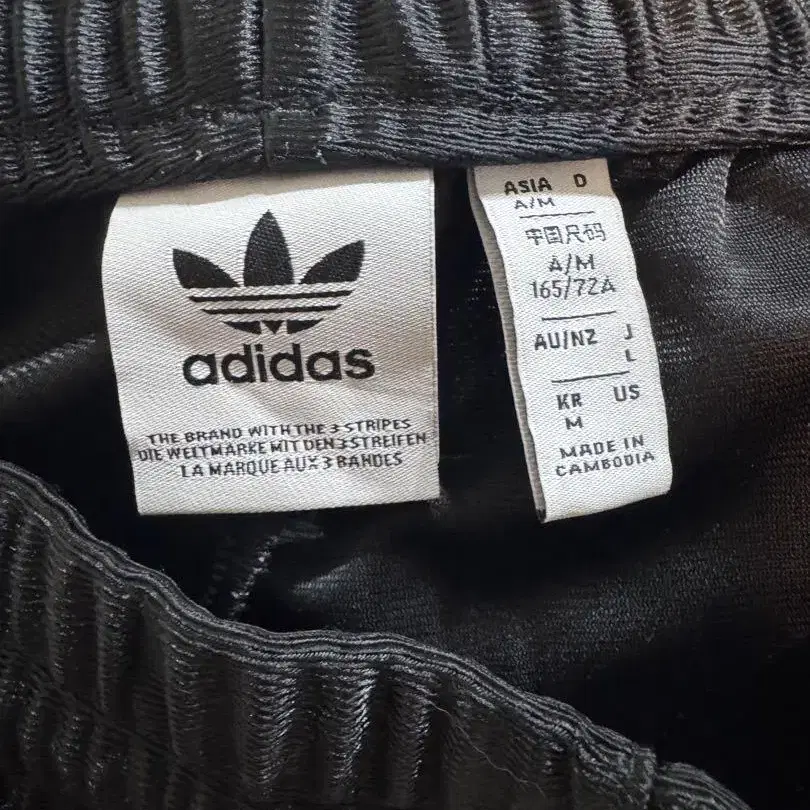 adidas
THE BRAND WITH THE 3 STRIPES
DIE WELTMARKE MIT DEN 3 STREIFEN
LA MARQUE AUX 3 BANDES
ASIA D
A/M
中国尺码
A/M
165/72A
AU/NZ J
L
KR US
M
MADE IN
CAMBODIA